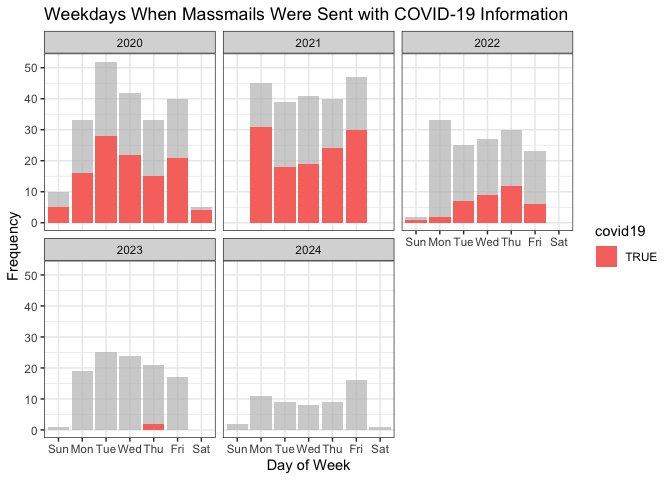 Weekdays When Massmails Were Sent with COVID-19 Information
2020 2021 2022
50
40
30
20
10
0
Sun Mon Tue Wed Thu Fri Sat
2023 2024
50
40
30
20
10
0
Sun Mon Tue Wed Thu Fri Sat Sun Mon Tue Wed Thu Fri Sat
Day of Week
Frequency
covid19
TRUE